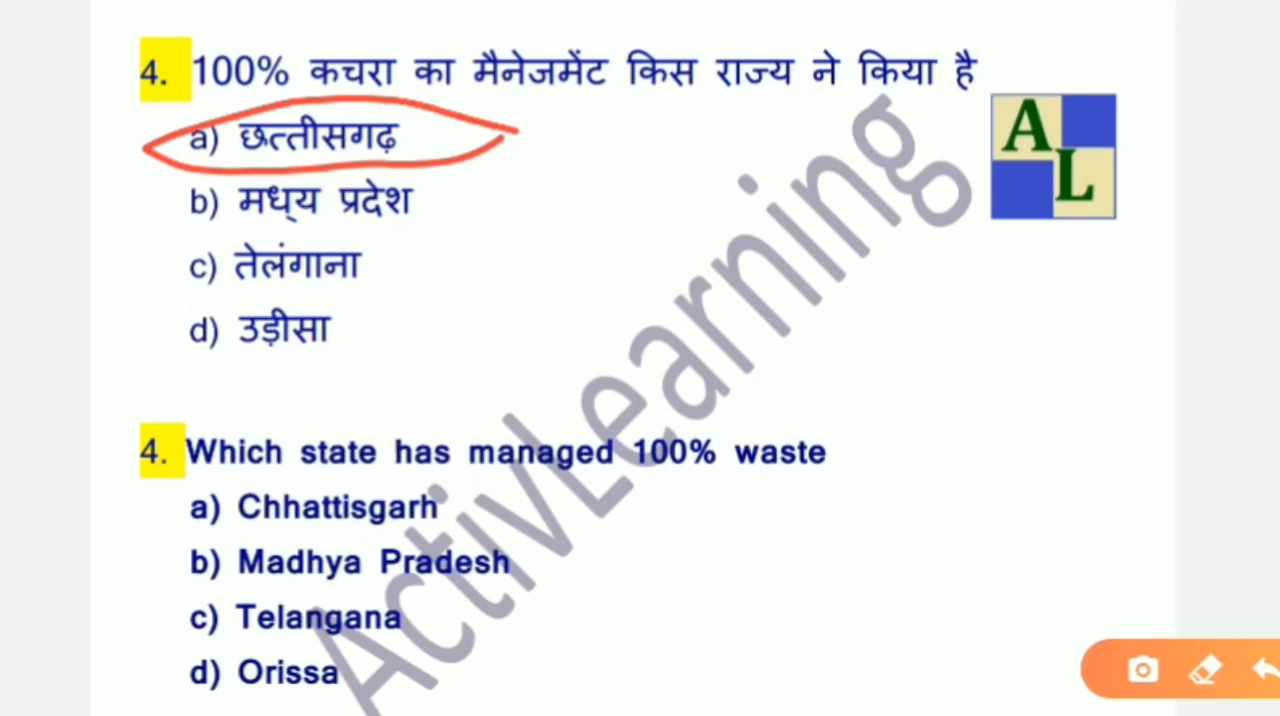 4. 100% कचरा का मैनेजमेंट किस राज्य ने किया है
a) छत्तीसगढ़
b) मध्य प्रदेश
c) तेलंगाना
d) उड़ीसा
A
L
4. Which state has managed 100% waste
a) Chhattisgarh
b) Madhya Pradesh
c) Telangana
d) Orissa
ActivLearning